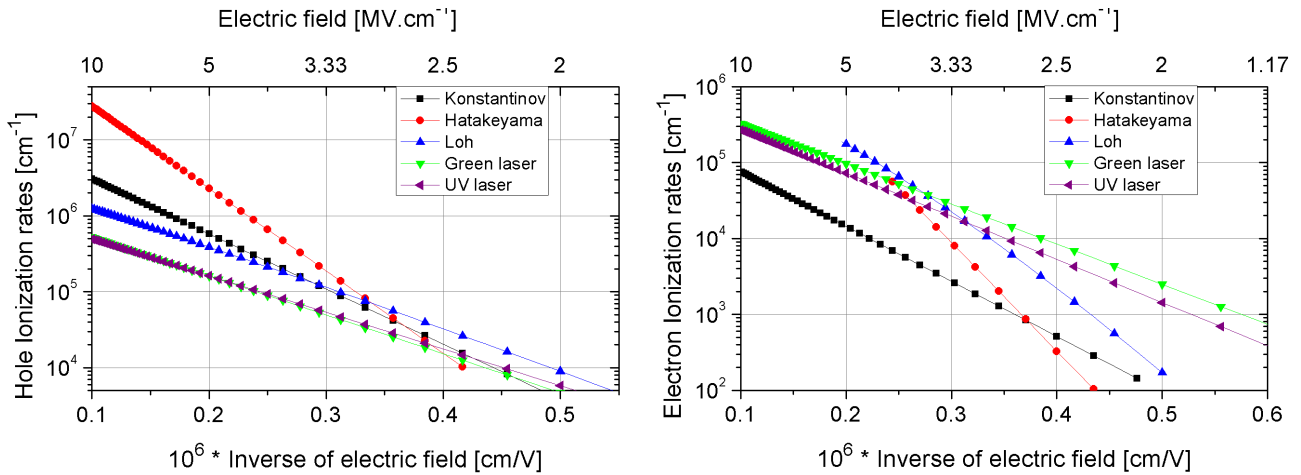 Electric field [MV.cm⁻¹]
10 5 3.33 2.5 2
Konstantinov
Hatakeyama
Loh
Green laser
UV laser
Hole Ionization rates [cm⁻¹]
10⁷
10⁶
10⁵
10⁴
0.1 0.2 0.3 0.4 0.5
10⁶ * Inverse of electric field [cm/V]
Electric field [MV.cm⁻¹]
10 5 3.33 2.5 2 1.17
Konstantinov
Hatakeyama
Loh
Green laser
UV laser
Electron Ionization rates [cm⁻¹]
10⁶
10⁵
10⁴
10³
10²
0.1 0.2 0.3 0.4 0.5 0.6
10⁶ * Inverse of electric field [cm/V]